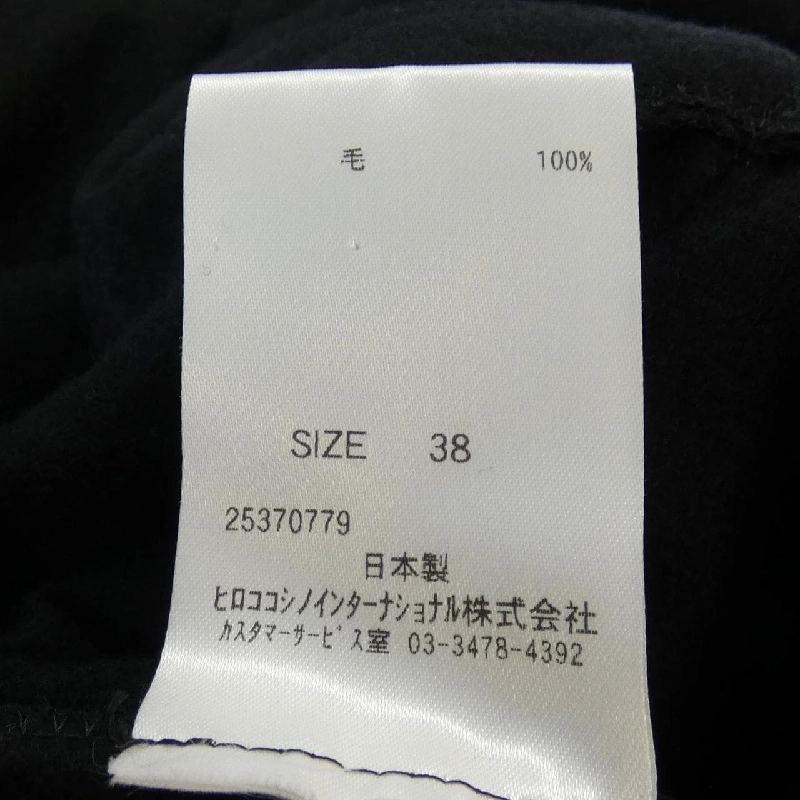 毛 100%
SIZE 38
25370779
日本製
ヒロココシノインターナショナル株式会社
カスタマーサービス室 03-3478-4392